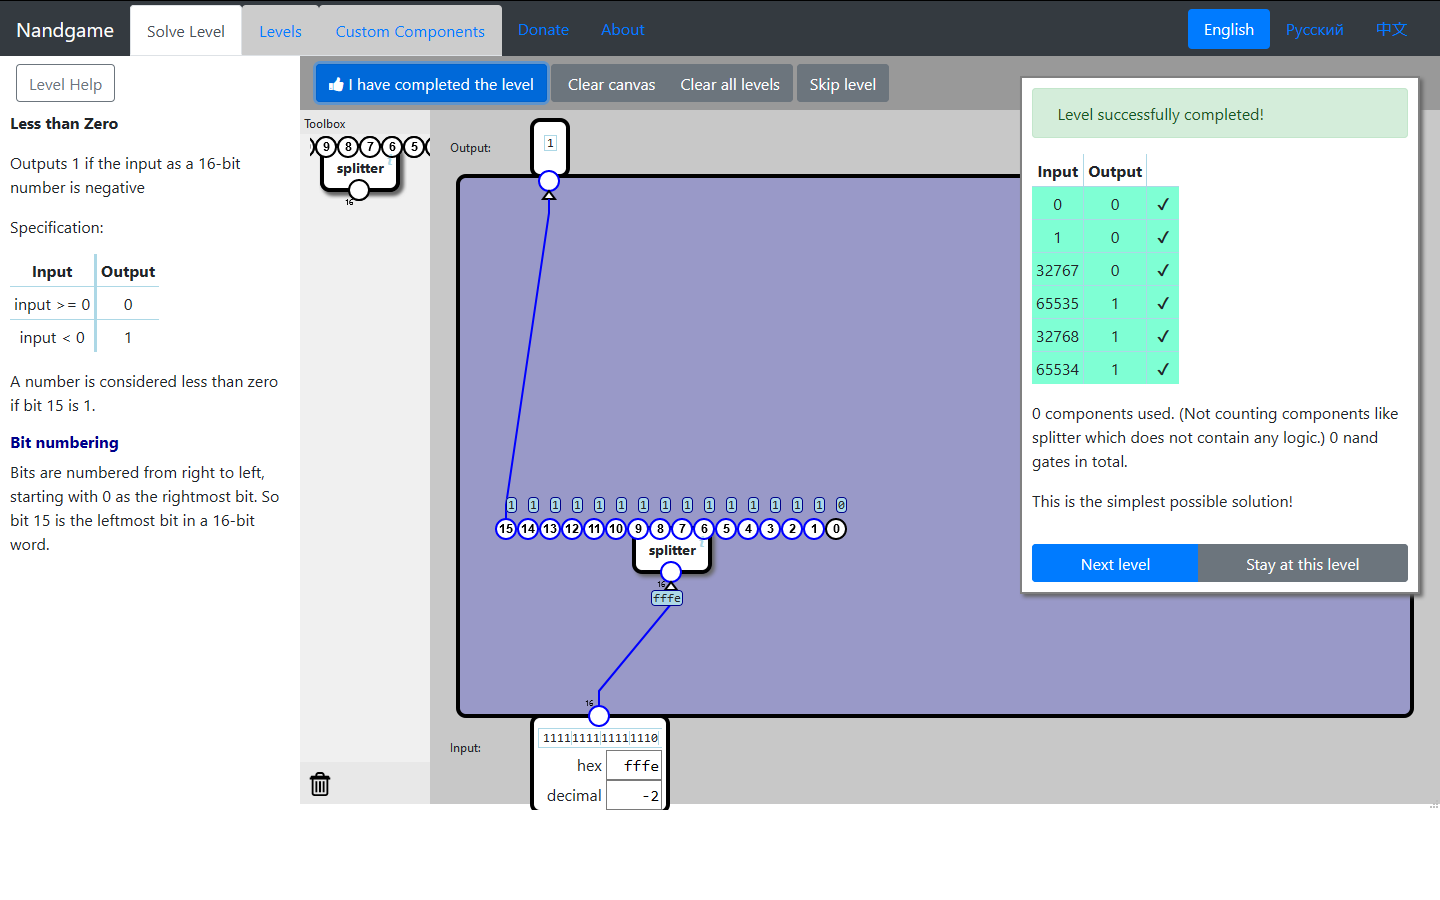 Nandgame Solve Level Levels Custom Components Donate About English Русский 中文
Level Help
Less than Zero
Outputs 1 if the input as a 16-bit
number is negative
Specification:
Input Output
input >= 0 0
input < 0 1
A number is considered less than zero
if bit 15 is 1.
Bit numbering
Bits are numbered from right to left,
starting with 0 as the rightmost bit. So
bit 15 is the leftmost bit in a 16-bit
word.
I have completed the level Clear canvas Clear all levels Skip level
Toolbox
9 8 7 6 5
splitter
16
Output:
1
1 1 1 1 1 1 1 1 1 1 1 1 1 1 1 0
15 14 13 12 11 10 9 8 7 6 5 4 3 2 1 0
splitter
16
fffe
16
Input:
1111 1111 1111 1110
hex fffe
decimal -2
Level successfully completed!
Input Output
0 0 ✓
1 0 ✓
32767 0 ✓
65535 1 ✓
32768 1 ✓
65534 1 ✓
0 components used. (Not counting components like
splitter which does not contain any logic.) 0 nand
gates in total.
This is the simplest possible solution!
Next level Stay at this level